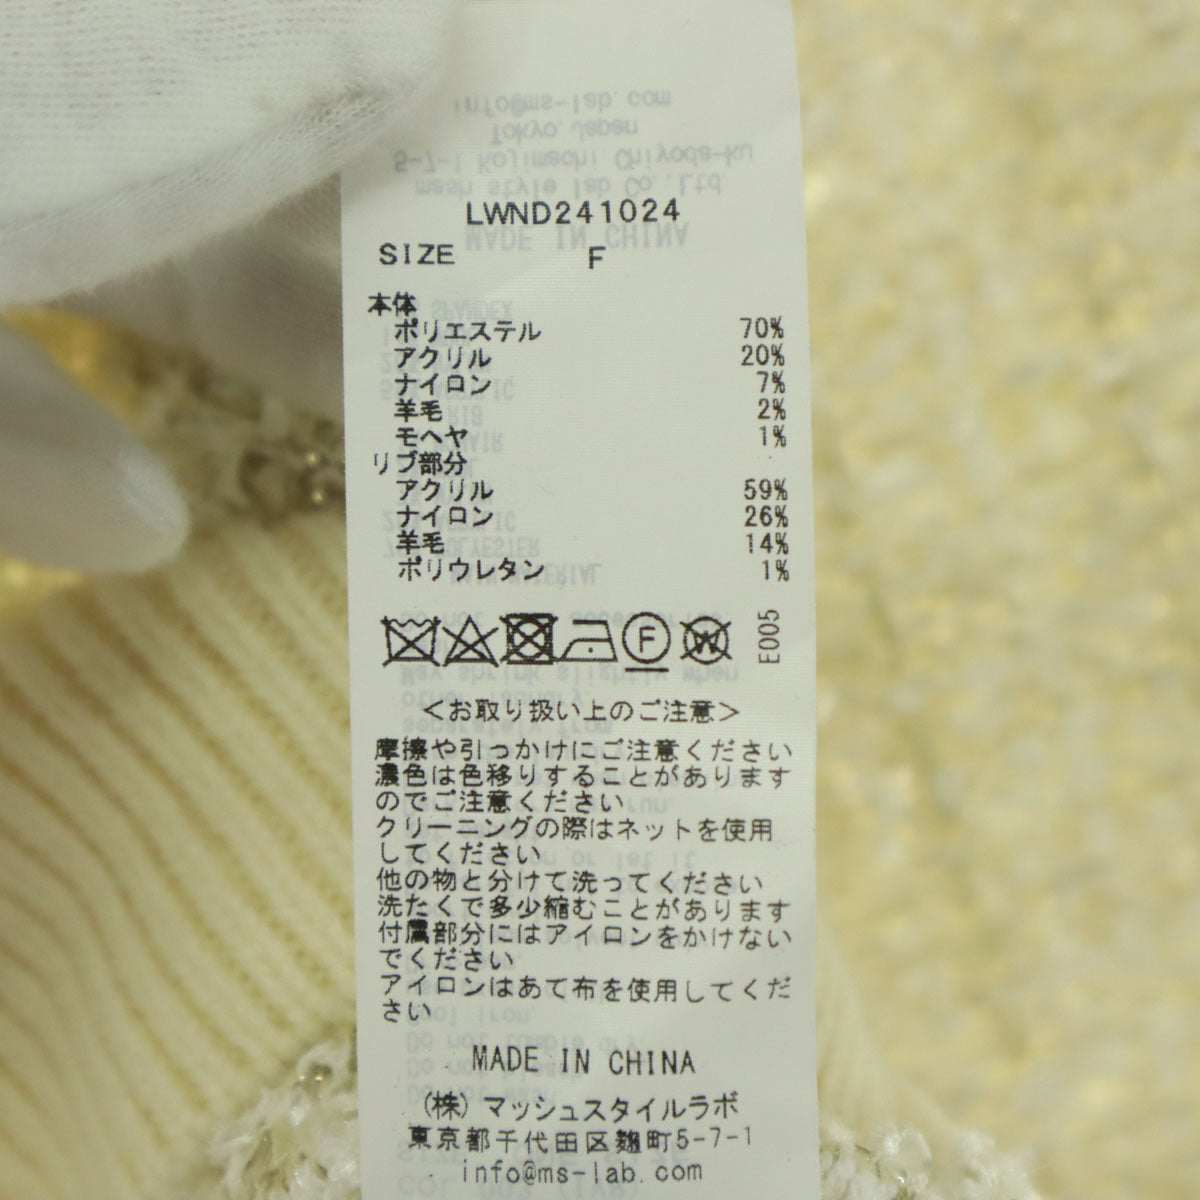 LWND241024
SIZE F
本体
ポリエステル 70%
アクリル 20%
ナイロン 7%
羊毛 2%
モヘヤ 1%
リブ部分
アクリル 59%
ナイロン 26%
羊毛 14%
ポリウレタン 1%
F W E005
<お取り扱い上のご注意>
摩擦や引っかけにご注意ください
濃色は色移りすることがあります
のでご注意ください
クリーニングの際はネットを使用
してください
他の物と分けて洗ってください
洗たくで多少縮むことがあります
付属部分にはアイロンをかけない
でください
アイロンはあて布を使用してくだ
さい
MADE IN CHINA
(株)マッシュスタイルラボ
東京都千代田区麹町5-7-1
info@ms-lab.com